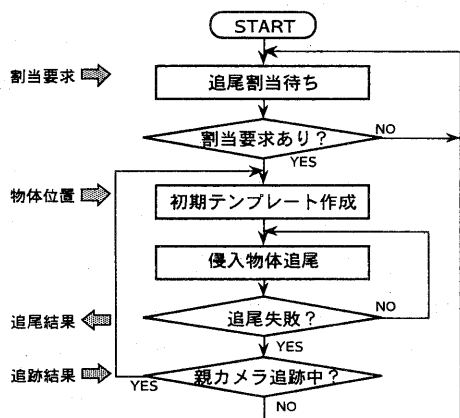 START
割当要求
追尾割当待ち
割当要求あり？
NO
YES
物体位置
初期テンプレート作成
侵入物体追尾
追尾結果
追尾失敗？
NO
YES
追跡結果
親カメラ追跡中？
YES
NO